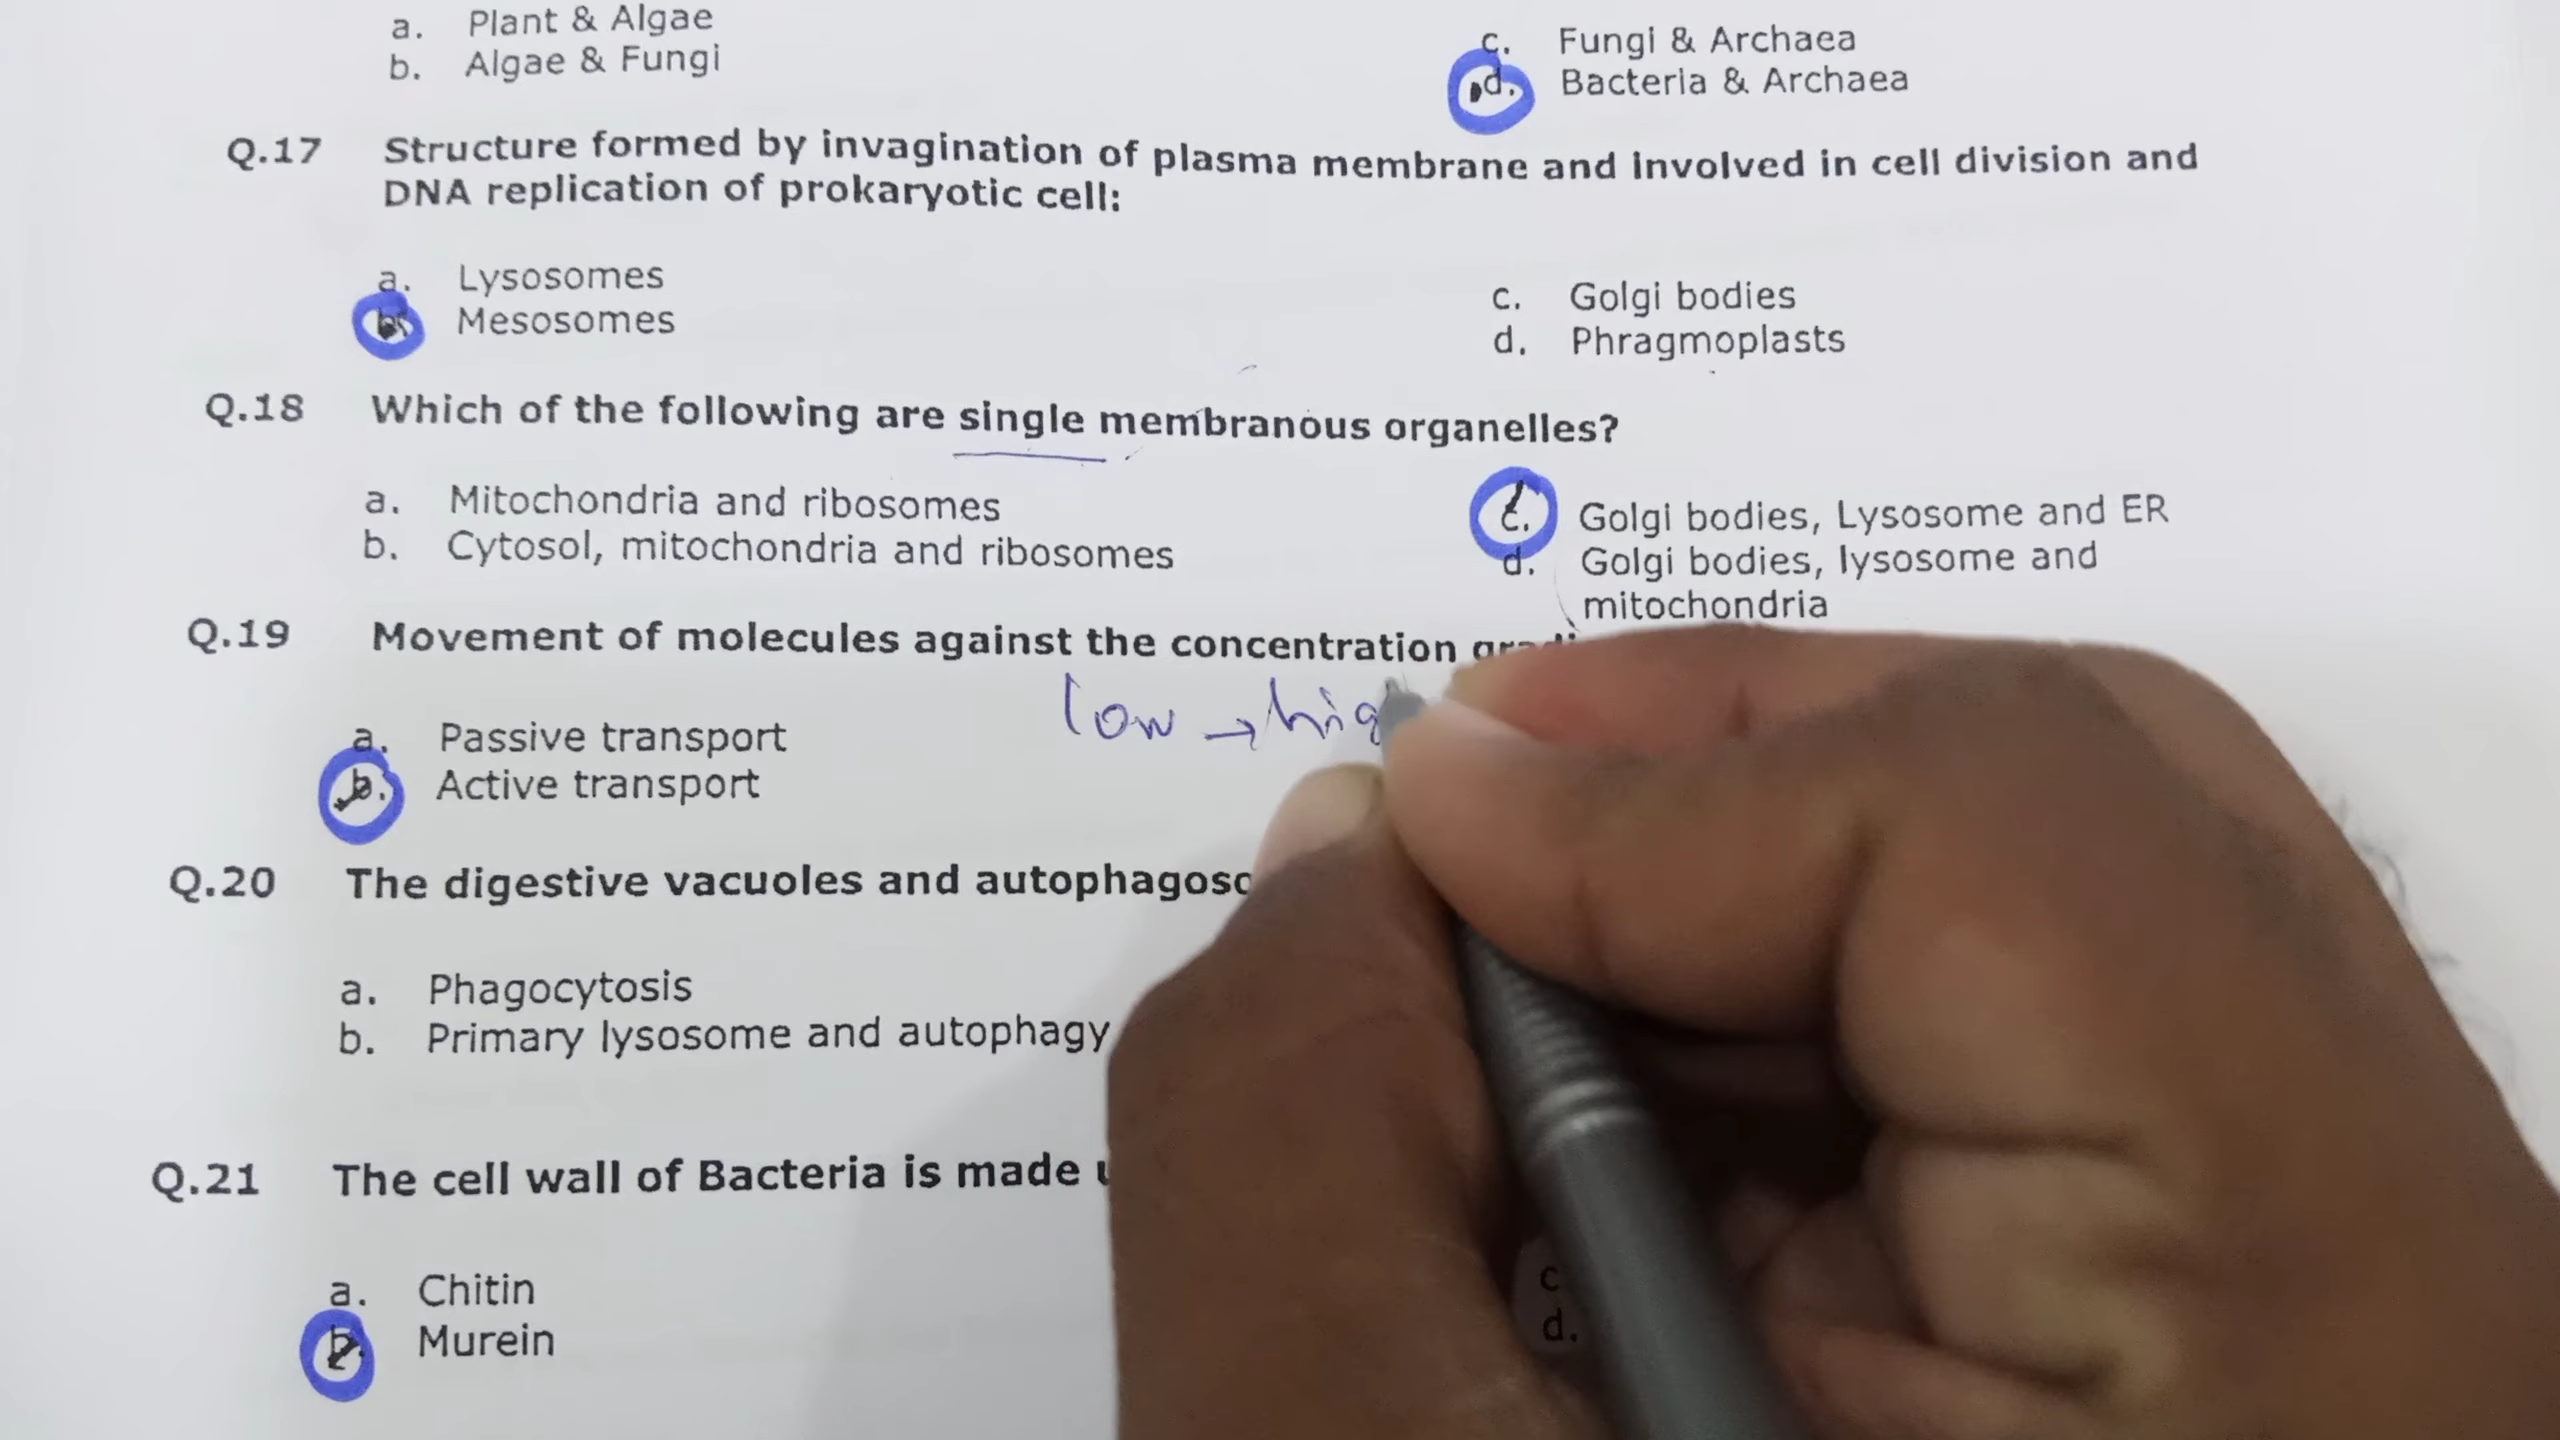 a. Plant & Algae
b. Algae & Fungi
c. Fungi & Archaea
d. Bacteria & Archaea
Q.17 Structure formed by invagination of plasma membrane and involved in cell division and
DNA replication of prokaryotic cell:
a. Lysosomes
b. Mesosomes
c. Golgi bodies
d. Phragmoplasts
Q.18 Which of the following are single membranous organelles?
a. Mitochondria and ribosomes
b. Cytosol, mitochondria and ribosomes
c. Golgi bodies, Lysosome and ER
d. Golgi bodies, lysosome and
mitochondria
Q.19 Movement of molecules against the concentration
low →hig
a. Passive transport
b. Active transport
Q.20 The digestive vacuoles and
a. Phagocytosis
b. Primary lysosome and autophagy
Q.21 The cell wall of Bacteria is made
a. Chitin
b. Murein
c
d.